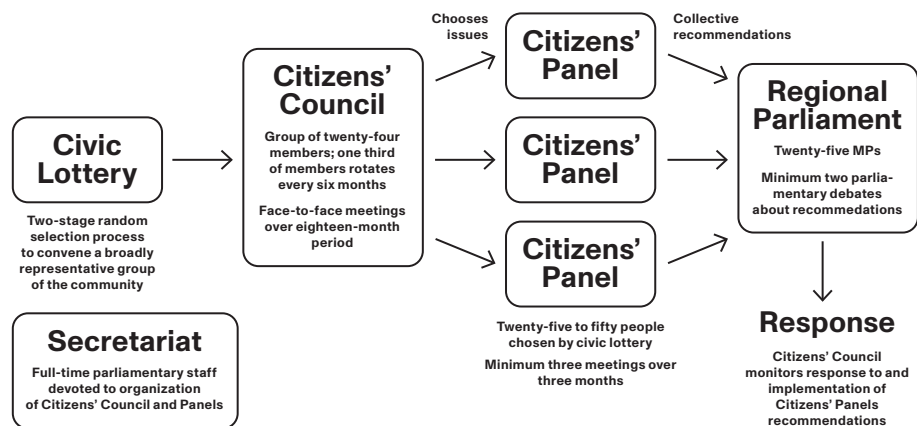 Civic
Lottery
Two-stage random
selection process
to convene a broadly
representative group
of the community
Secretariat
Full-time parliamentary staff
devoted to organization
of Citizens’ Council and Panels
Citizens’
Council
Group of twenty-four
members; one third
of members rotates
every six months
Face-to-face meetings
over eighteen-month
period
Chooses
issues
Citizens’
Panel
Citizens’
Panel
Citizens’
Panel
Twenty-five to fifty people
chosen by civic lottery
Minimum three meetings over
three months
Collective
recommendations
Regional
Parliament
Twenty-five MPs
Minimum two parlia-
mentary debates
about recommedations
Response
Citizens’ Council
monitors response to and
implementation of
Citizens’ Panels
recommendations